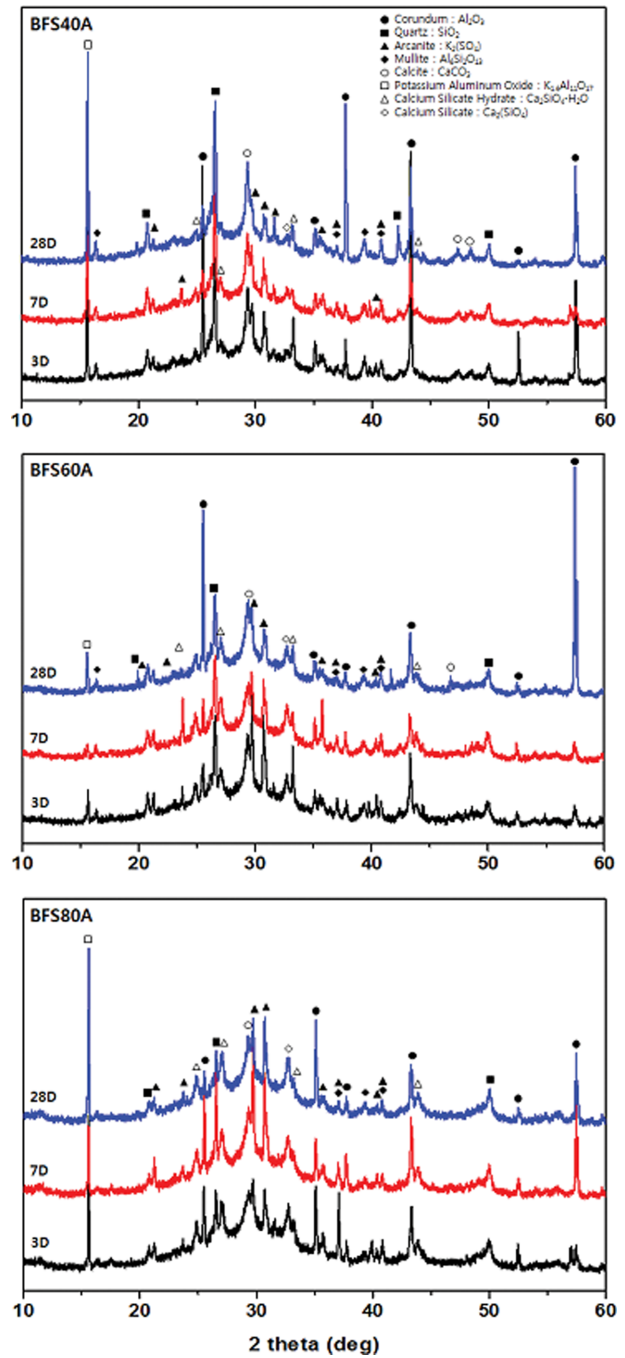 BFS40A
● Corundum : Al₂O₃
■ Quartz : SiO₂
▲ Arcanite : K₂(SO₄)
◆ Mullite : Al₆Si₂O₁₃
○ Calcite : CaCO₃
□ Potassium Aluminum Oxide : K₁.₆Al₁₁O₁₇
△ Calcium Silicate Hydrate : Ca₂SiO₄·H₂O
◇ Calcium Silicate : Ca₂(SiO₄)
28D
7D
3D
10 20 30 40 50 60
BFS60A
28D
7D
3D
10 20 30 40 50 60
BFS80A
28D
7D
3D
10 20 30 40 50 60
2 theta (deg)